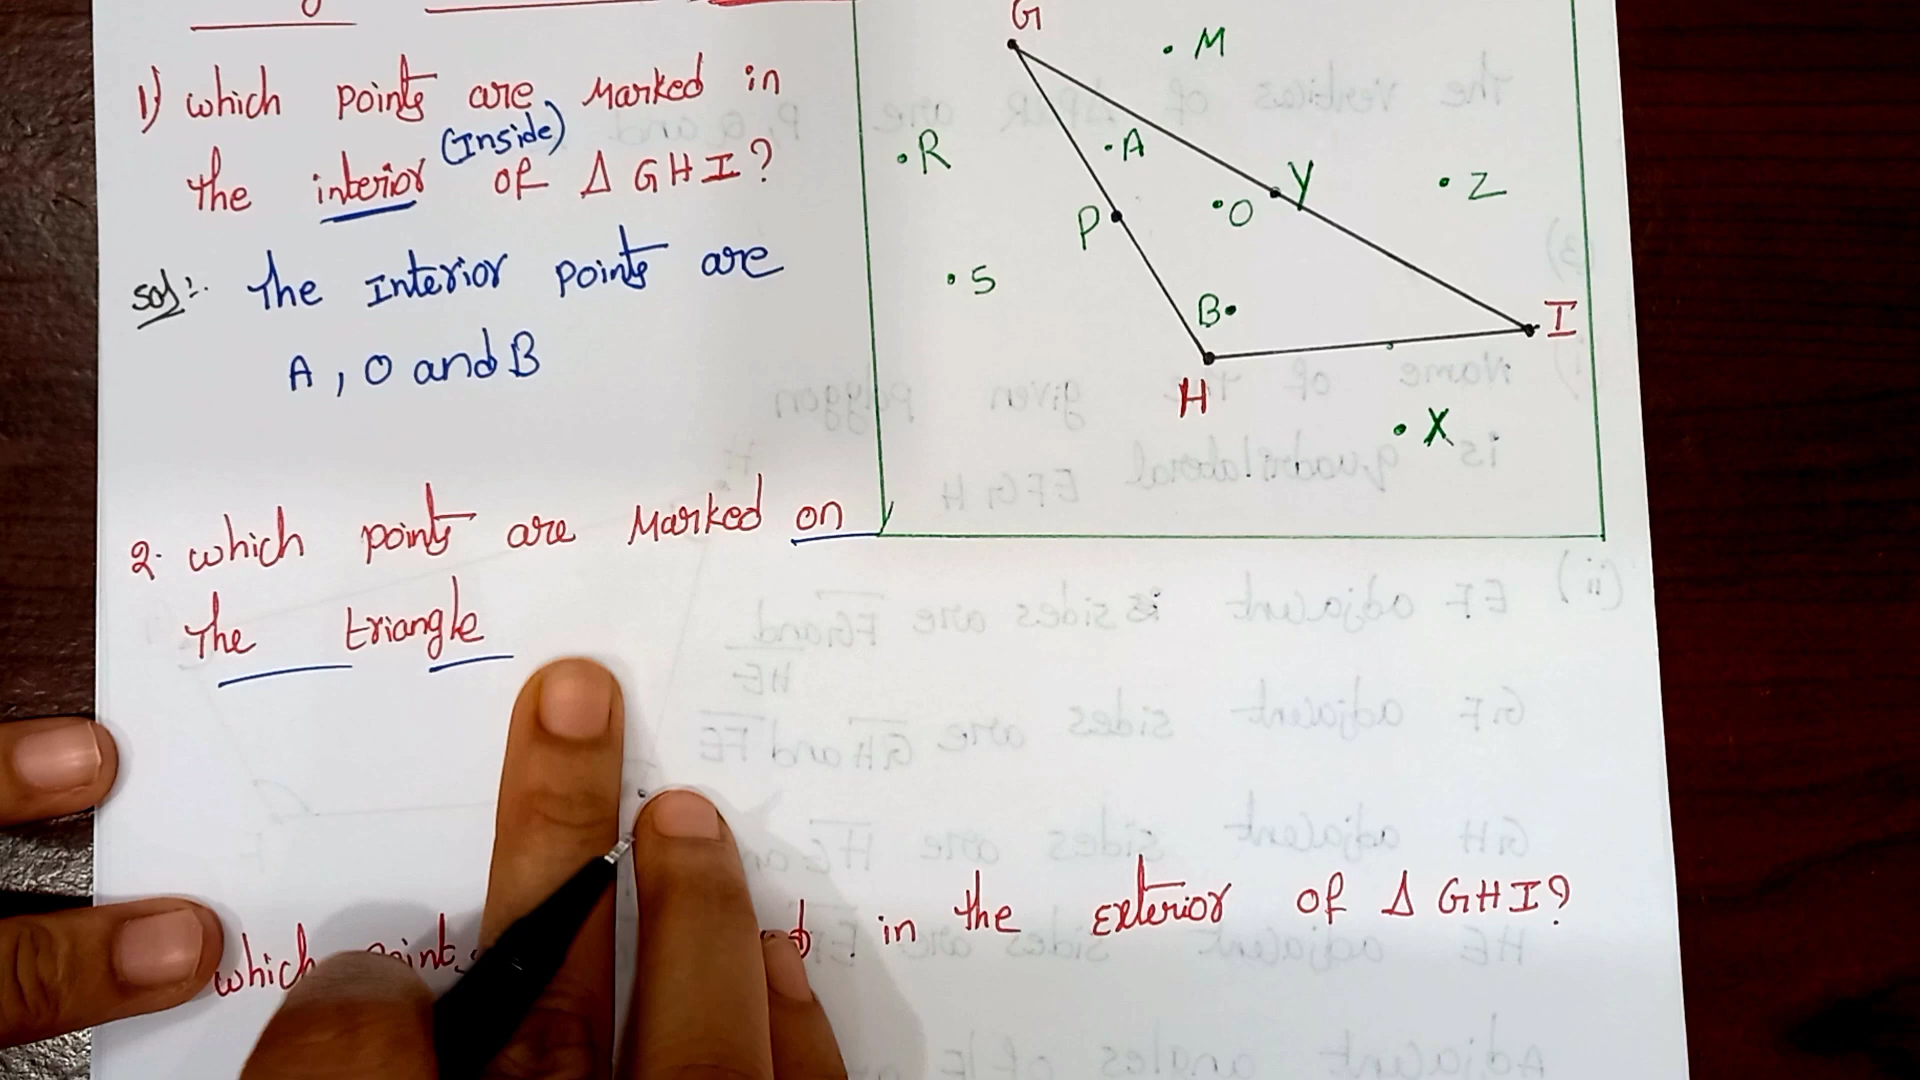 1) which points are marked in
(Inside)
the interior of Δ GHI?
Sol:. The Interior points are
A, O and B
2. which points are marked on
the triangle
which in the exterior of Δ GHI?
G
M
R
A
Y
Z
P
O
S
B
I
H
X